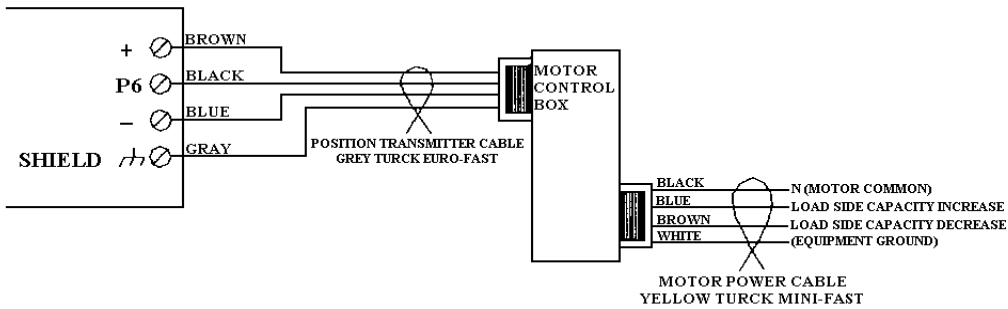 + BROWN
P6 BLACK
– BLUE
SHIELD GRAY
POSITION TRANSMITTER CABLE
GREY TURCK EURO-FAST
MOTOR
CONTROL
BOX
BLACK N (MOTOR COMMON)
BLUE LOAD SIDE CAPACITY INCREASE
BROWN LOAD SIDE CAPACITY DECREASE
WHITE (EQUIPMENT GROUND)
MOTOR POWER CABLE
YELLOW TURCK MINI-FAST